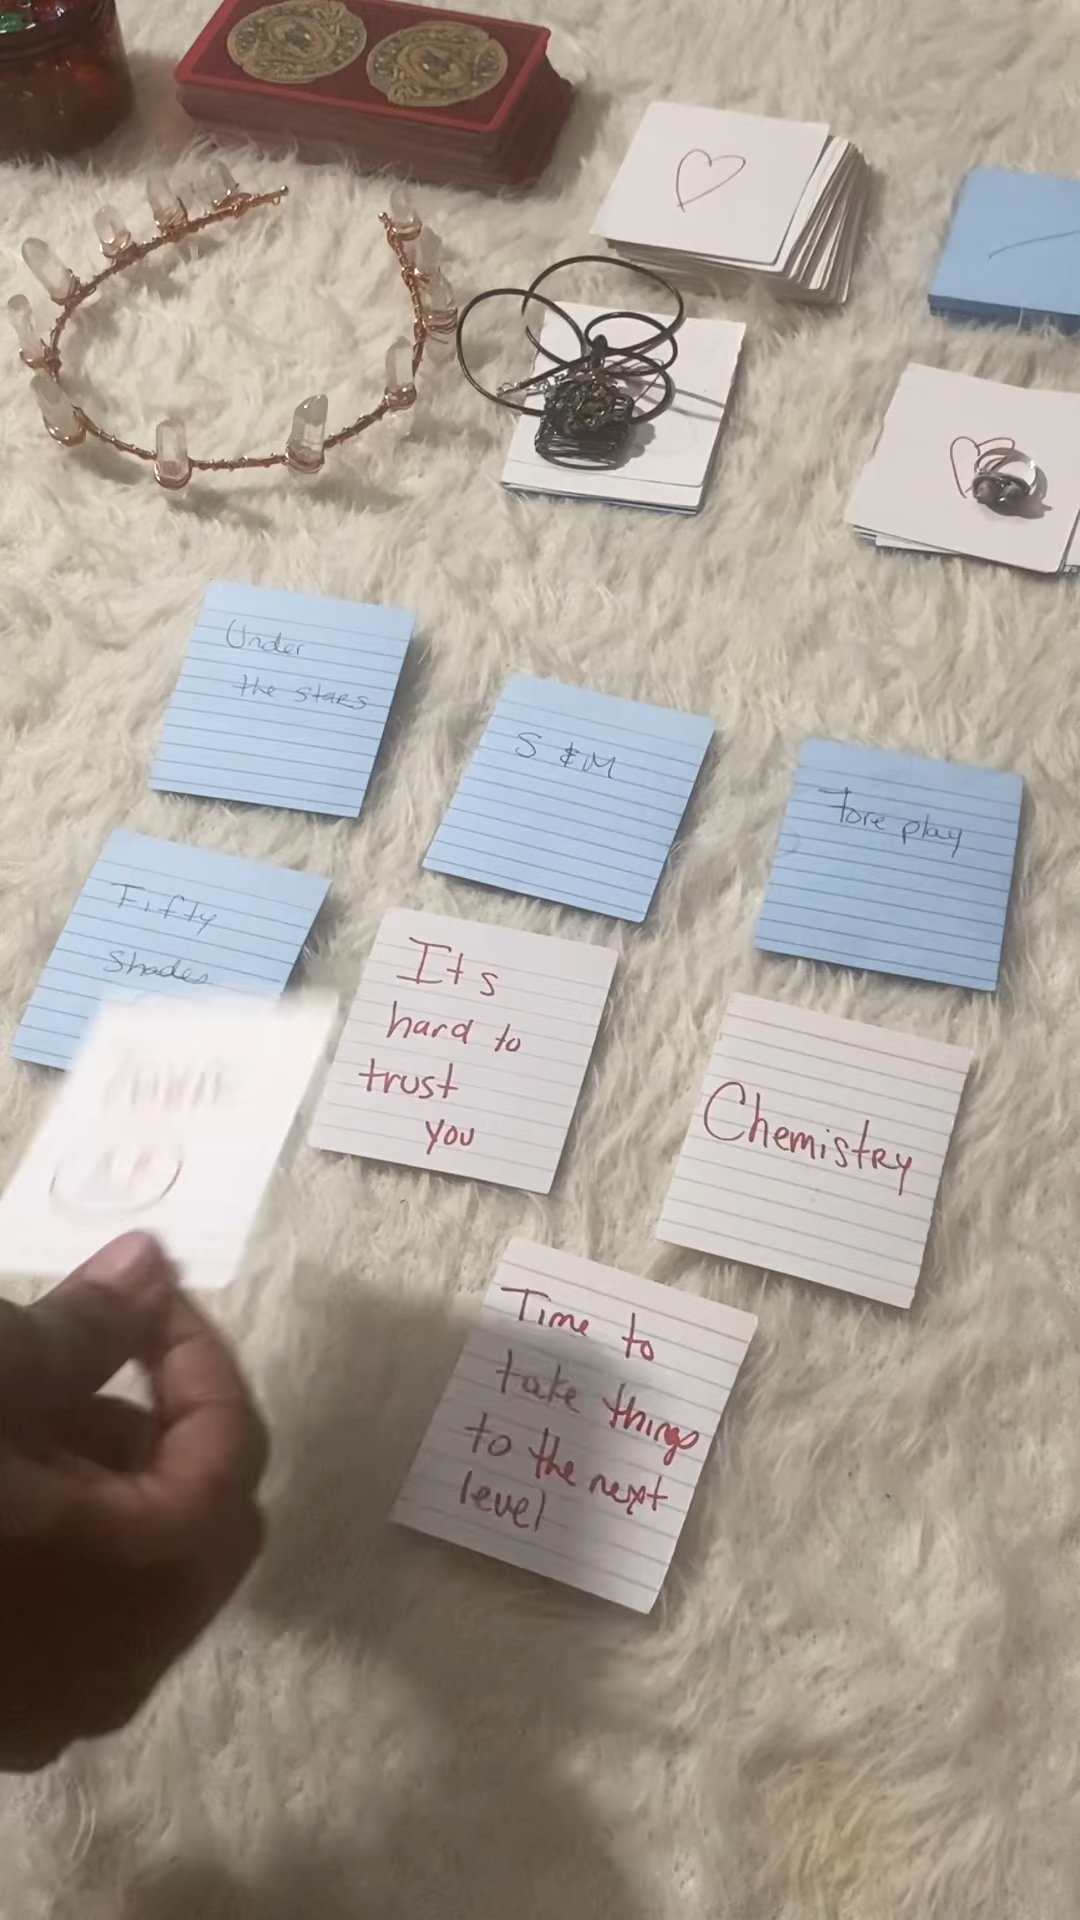 Under
the stars
S & M
Fore play
Fifty
Shades
It s
hard to
trust
you
Chemistry
Time to
take things
to the next
level